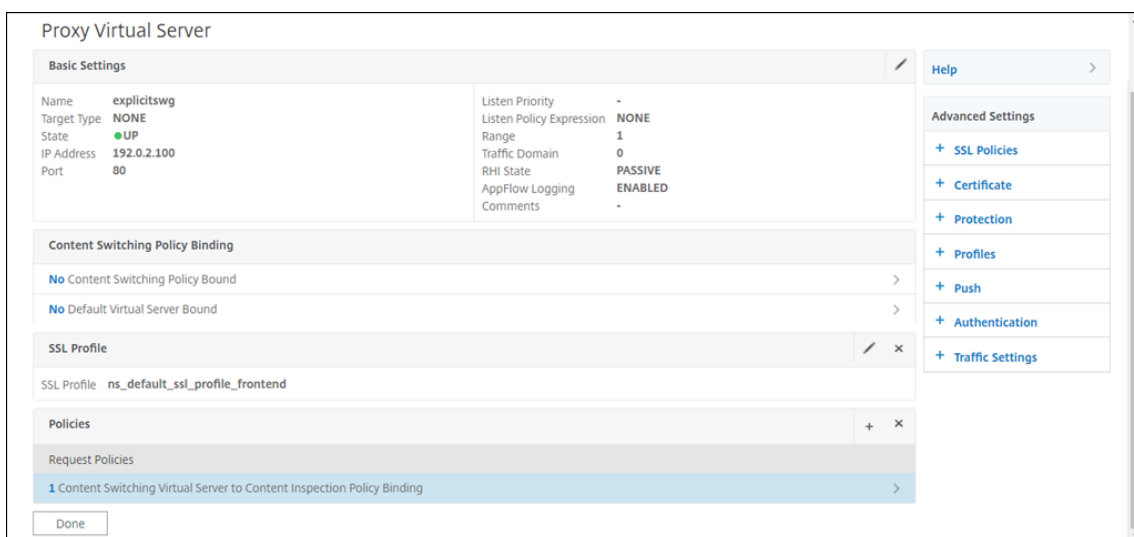 Proxy Virtual Server
Basic Settings
Name explicitswg
Target Type NONE
State UP
IP Address 192.0.2.100
Port 80
Listen Priority -
Listen Policy Expression NONE
Range 1
Traffic Domain 0
RHI State PASSIVE
AppFlow Logging ENABLED
Comments -
Content Switching Policy Binding
No Content Switching Policy Bound
No Default Virtual Server Bound
SSL Profile
SSL Profile ns_default_ssl_profile_frontend
Policies
Request Policies
1 Content Switching Virtual Server to Content Inspection Policy Binding
Done
Help
Advanced Settings
+ SSL Policies
+ Certificate
+ Protection
+ Profiles
+ Push
+ Authentication
+ Traffic Settings